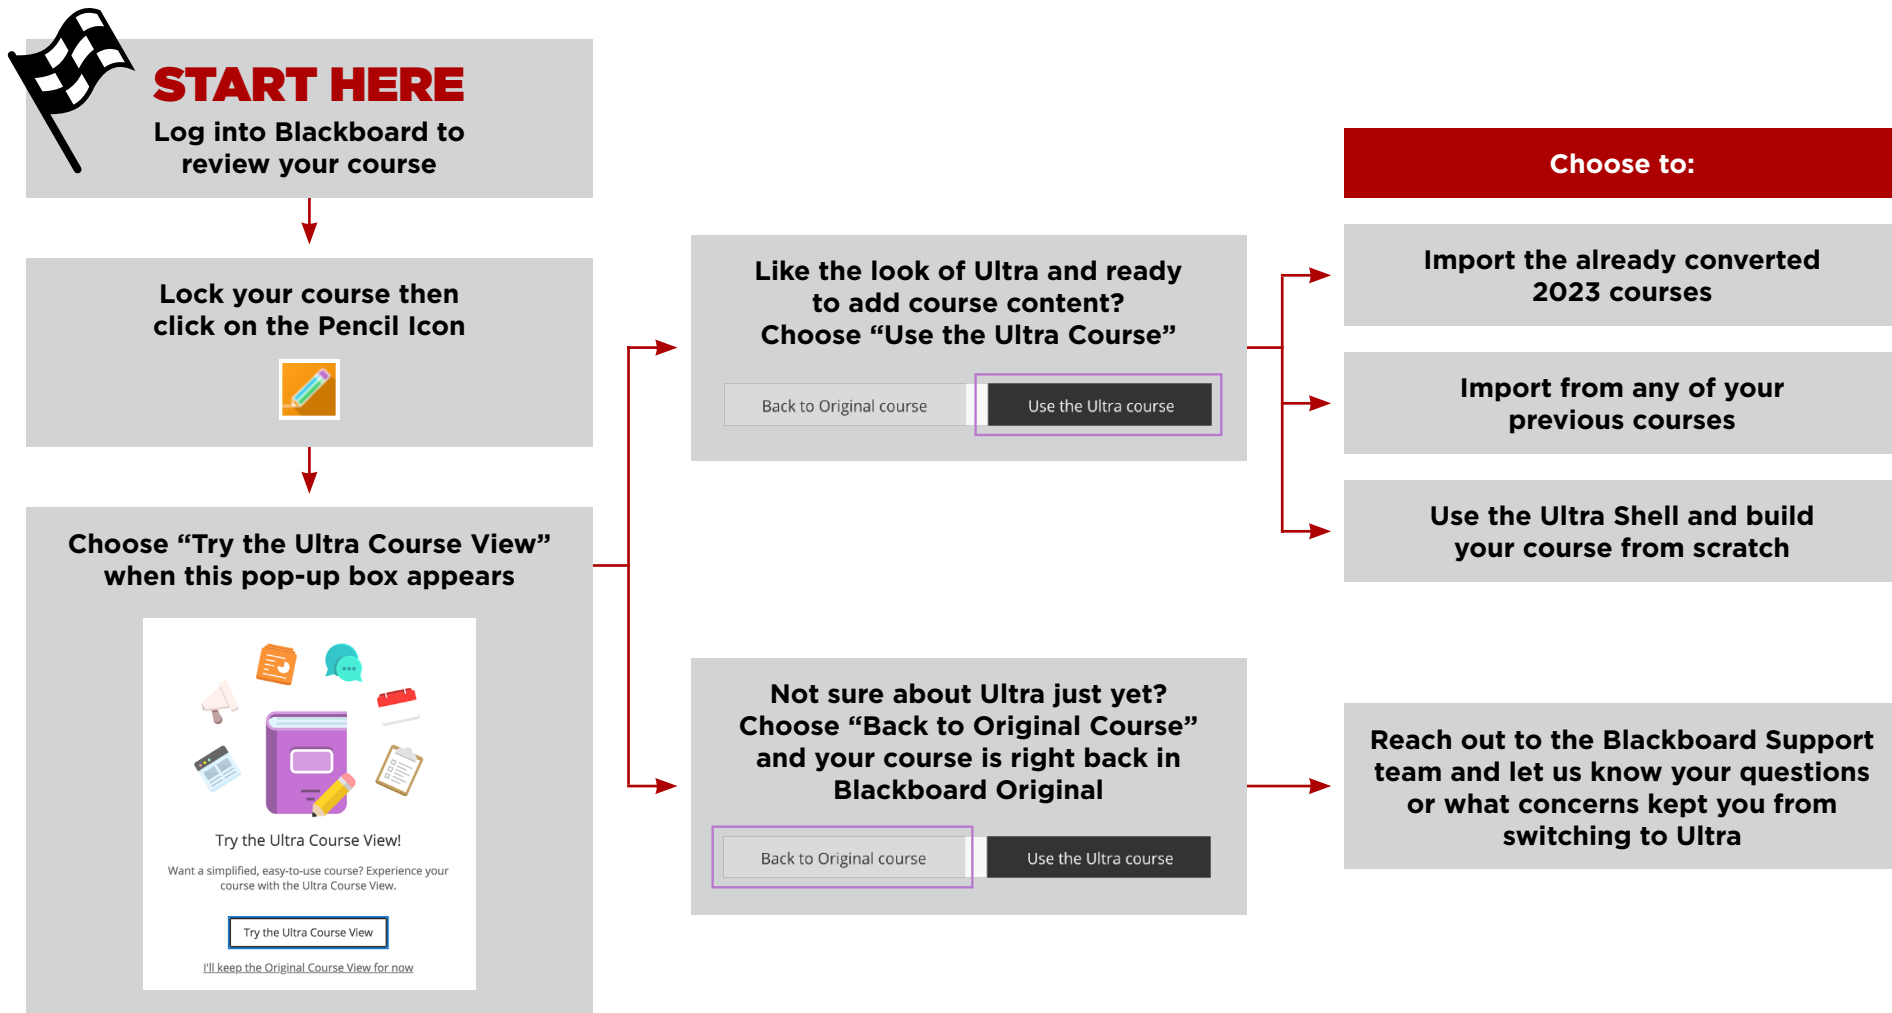 START HERE
Log into Blackboard to
review your course
Lock your course then
click on the Pencil Icon
Choose “Try the Ultra Course View”
when this pop-up box appears
Try the Ultra Course View!
Want a simplified, easy-to-use course? Experience your
course with the Ultra Course View.
Try the Ultra Course View
I'll keep the Original Course View for now
Like the look of Ultra and ready
to add course content?
Choose “Use the Ultra Course”
Back to Original course
Use the Ultra course
Not sure about Ultra just yet?
Choose “Back to Original Course”
and your course is right back in
Blackboard Original
Back to Original course
Use the Ultra course
Choose to:
Import the already converted
2023 courses
Import from any of your
previous courses
Use the Ultra Shell and build
your course from scratch
Reach out to the Blackboard Support
team and let us know your questions
or what concerns kept you from
switching to Ultra